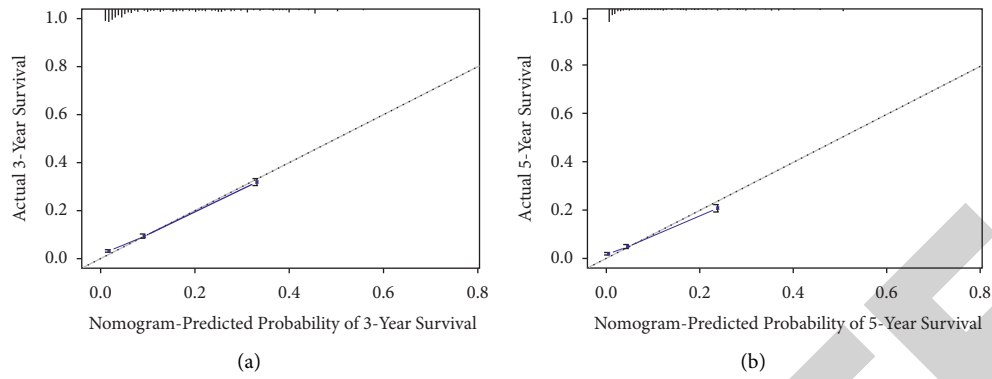 1.0
0.8
0.6
0.4
0.2
0.0
Actual 3-Year Survival
0.0 0.2 0.4 0.6 0.8
Nomogram-Predicted Probability of 3-Year Survival
(a)
1.0
0.8
0.6
0.4
0.2
0.0
Actual 5-Year Survival
0.0 0.2 0.4 0.6 0.8
Nomogram-Predicted Probability of 5-Year Survival
(b)